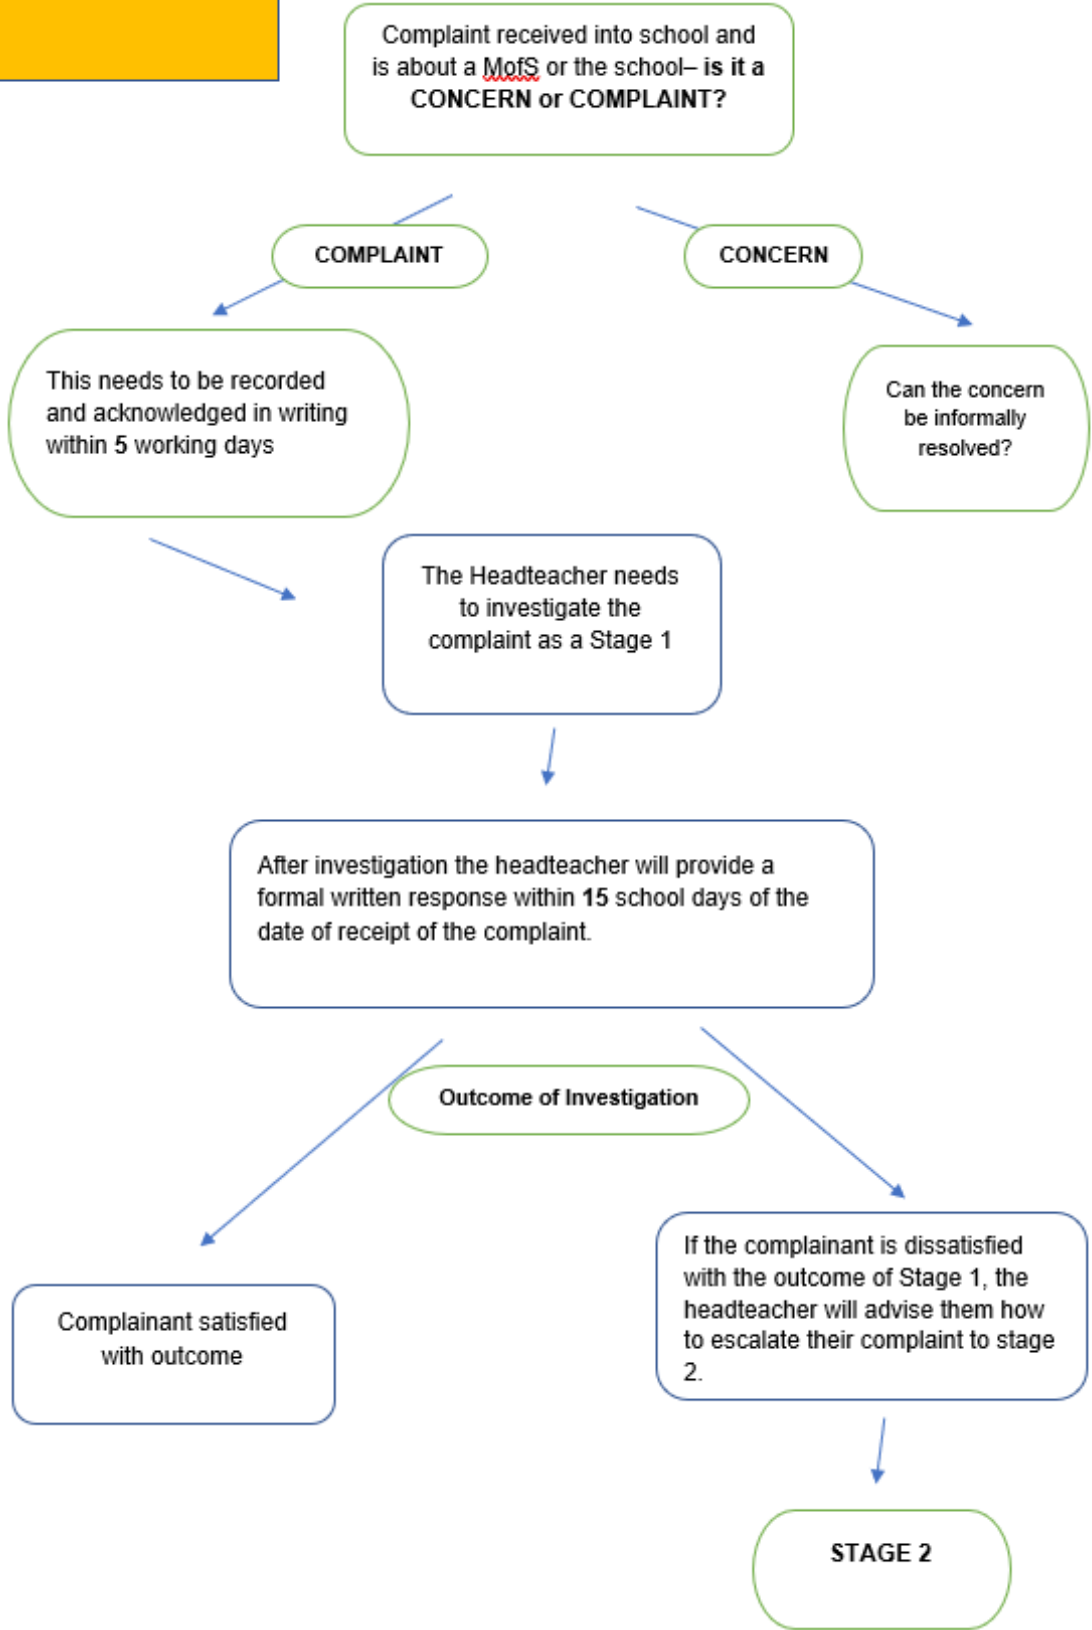 Complaint received into school and
is about a MofS or the school– is it a
CONCERN or COMPLAINT?
COMPLAINT
CONCERN
This needs to be recorded
and acknowledged in writing
within 5 working days
Can the concern
be informally
resolved?
The Headteacher needs
to investigate the
complaint as a Stage 1
After investigation the headteacher will provide a
formal written response within 15 school days of the
date of receipt of the complaint.
Outcome of Investigation
Complainant satisfied
with outcome
If the complainant is dissatisfied
with the outcome of Stage 1, the
headteacher will advise them how
to escalate their complaint to stage
2.
STAGE 2